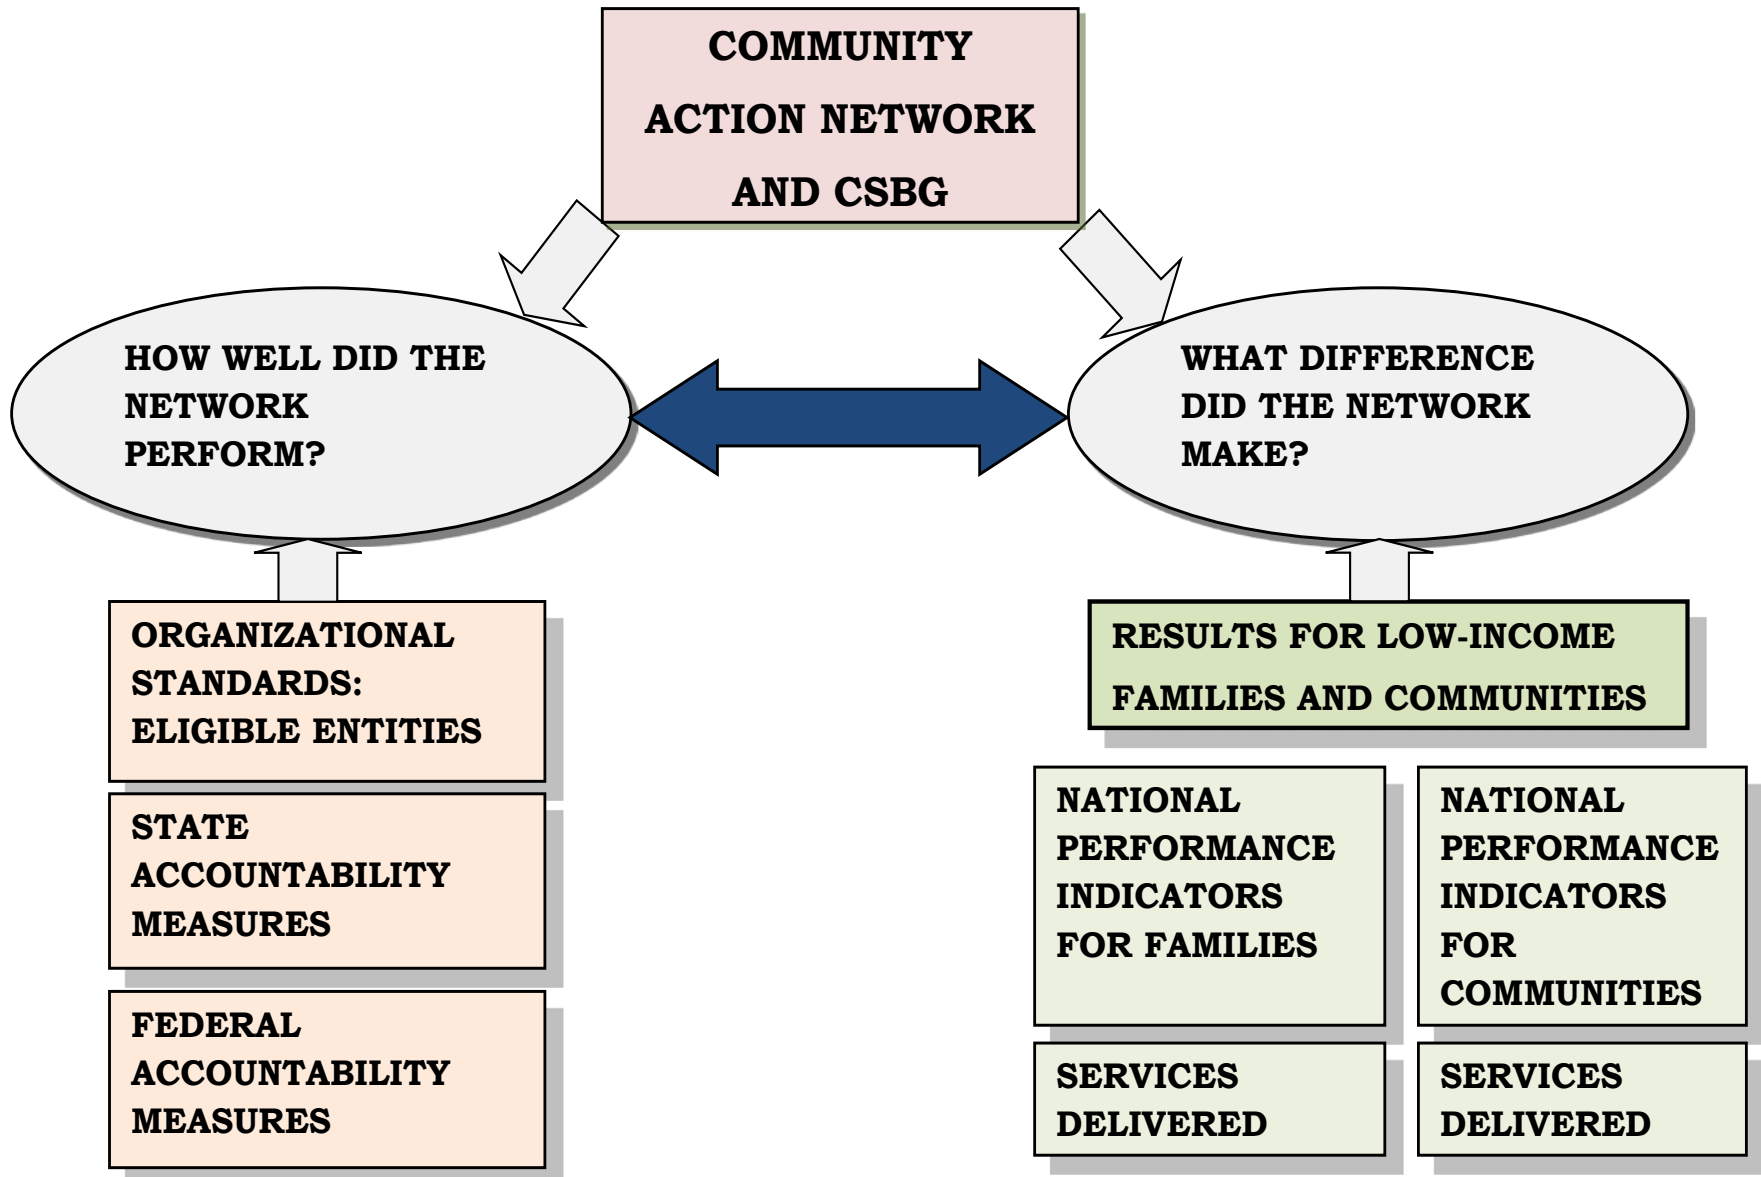 COMMUNITY
ACTION NETWORK
AND CSBG
HOW WELL DID THE
NETWORK
PERFORM?
WHAT DIFFERENCE
DID THE NETWORK
MAKE?
ORGANIZATIONAL
STANDARDS:
ELIGIBLE ENTITIES
STATE
ACCOUNTABILITY
MEASURES
FEDERAL
ACCOUNTABILITY
MEASURES
RESULTS FOR LOW-INCOME
FAMILIES AND COMMUNITIES
NATIONAL
PERFORMANCE
INDICATORS
FOR FAMILIES
NATIONAL
PERFORMANCE
INDICATORS
FOR
COMMUNITIES
SERVICES
DELIVERED
SERVICES
DELIVERED